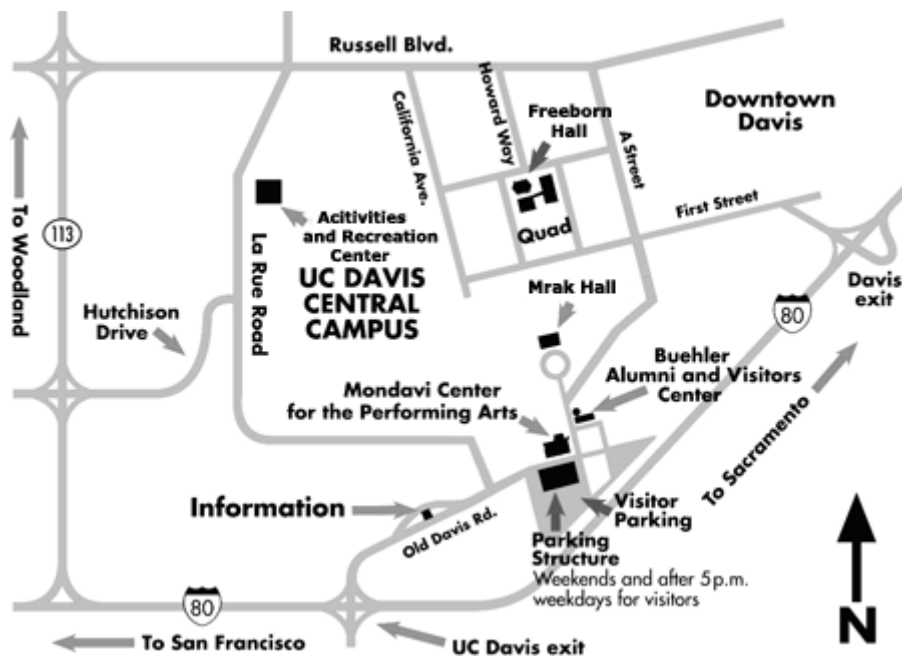 Russell Blvd.
Howard Way
Freeborn
Hall
Downtown
Davis
California Ave.
A Street
To Woodland
113
Acitivities
and Recreation
Center
Quad
First Street
La Rue Road
UC DAVIS
CENTRAL
CAMPUS
Mrak Hall
Davis
exit
80
Hutchison
Drive
Buehler
Alumni and Visitors
Center
Mondavi Center
for the Performing Arts
To Sacramento
Information
Visitor
Parking
Old Davis Rd.
Parking
Structure
Weekends and after 5 p.m.
weekdays for visitors
80
N
To San Francisco
UC Davis exit